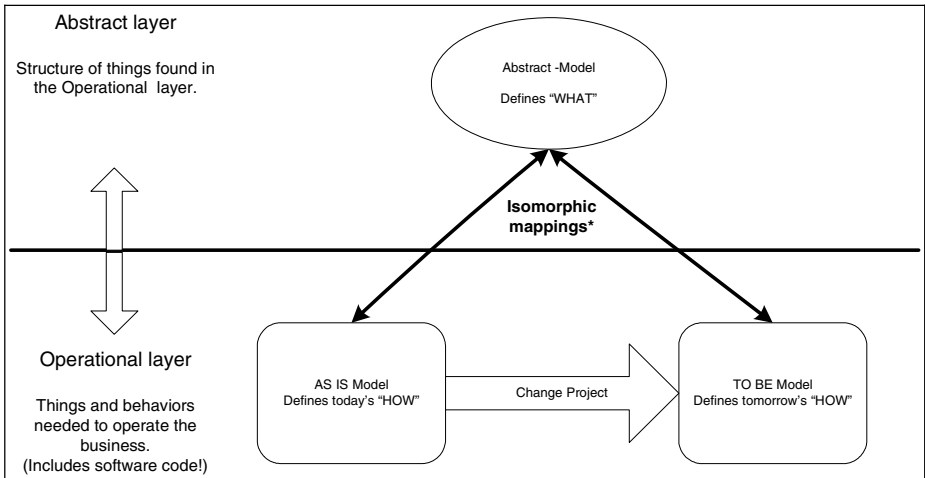 Abstract layer
Structure of things found in
the Operational layer.
Abstract -Model
Defines “WHAT”
Isomorphic
mappings*
Operational layer
Things and behaviors
needed to operate the
business.
(Includes software code!)
AS IS Model
Defines today’s “HOW”
Change Project
TO BE Model
Defines tomorrow’s “HOW”